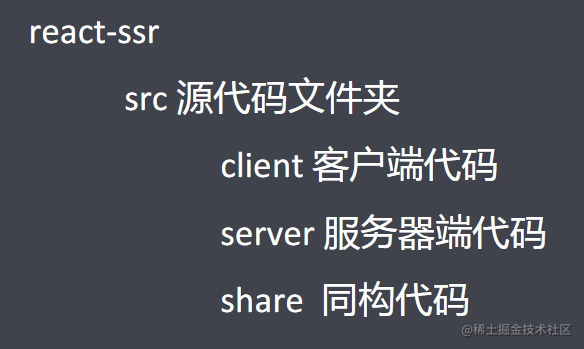 react-ssr
src 源代码文件夹
client 客户端代码
server 服务器端代码
share 同构代码
@稀土掘金技术社区